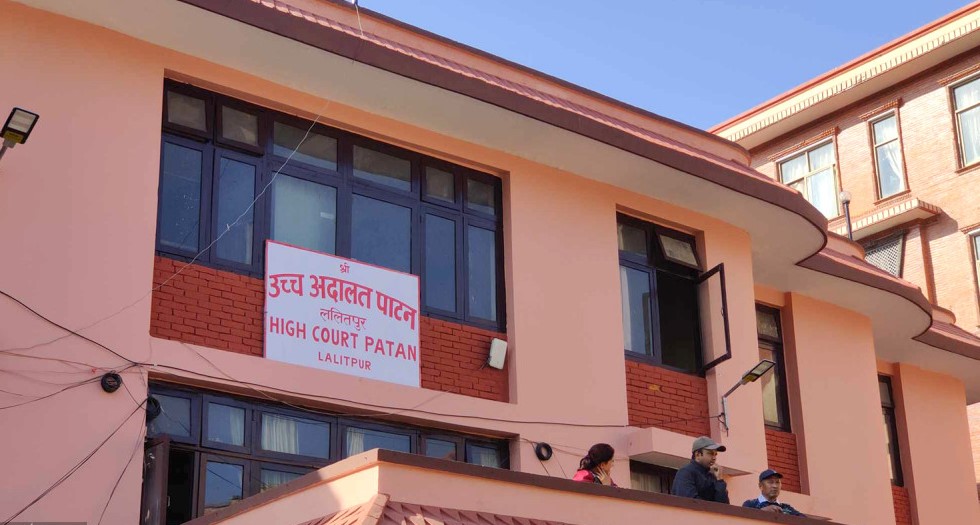 श्री
उच्च अदालत पाटन
ललितपुर
HIGH COURT PATAN
LALITPUR